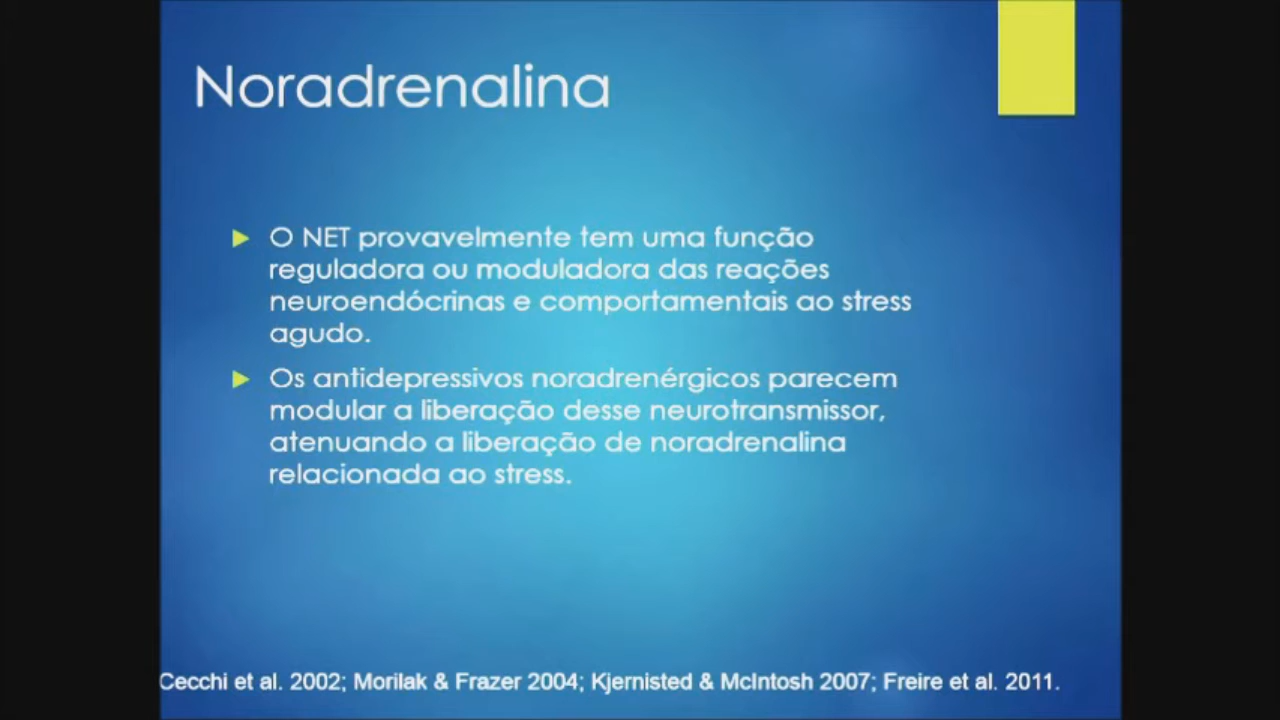 Noradrenalina
O NET provavelmente tem uma função
reguladora ou moduladora das reações
neuroendócrinas e comportamentais ao stress
agudo.
Os antidepressivos noradrenérgicos parecem
modular a liberação desse neurotransmissor,
atenuando a liberação de noradrenalina
relacionada ao stress.
Cecchi et al. 2002; Morilak & Frazer 2004; Kjernisted & McIntosh 2007; Freire et al. 2011.